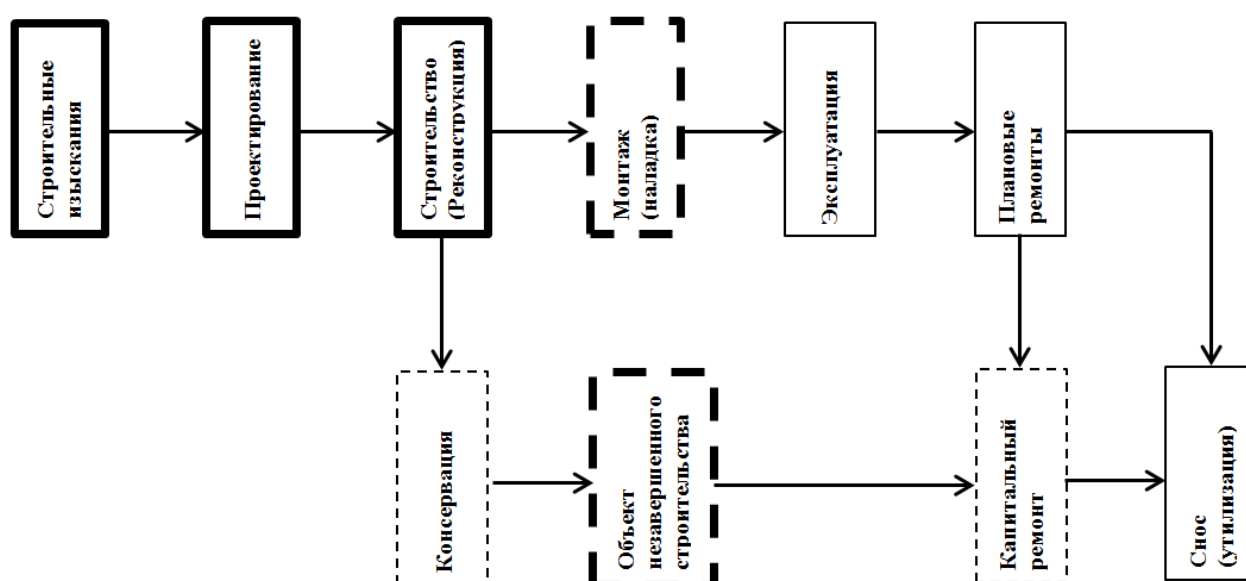 Строительные
изыскания
Проектирование
Строительство
(Реконструкция)
Монтаж
(наладка)
Эксплуатация
Плановые
ремонты
Консервация
Объект
незавершенного
строительства
Капитальный
ремонт
Снос
(утилизация)